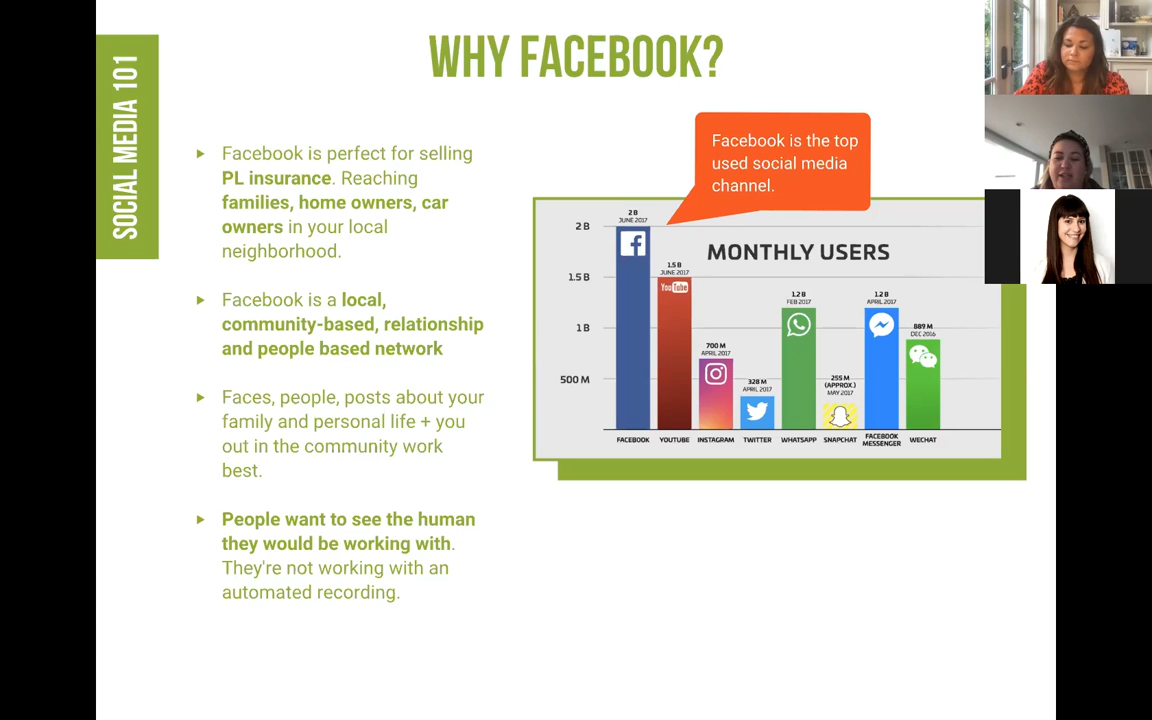 SOCIAL MEDIA 101
WHY FACEBOOK?
Facebook is perfect for selling
PL insurance. Reaching
families, home owners, car
owners in your local
neighborhood.
Facebook is a local,
community-based, relationship
and people based network
Faces, people, posts about your
family and personal life + you
out in the community work
best.
People want to see the human
they would be working with.
They're not working with an
automated recording.
Facebook is the top
used social media
channel.
MONTHLY USERS
2 B
1.5 B
1 B
500 M
2 B
JUNE 2017
1.5 B
JUNE 2017
YouTube
700 M
APRIL 2017
328 M
APRIL 2017
1.2 B
FEB 2017
255 M
(APPROX.)
MAY 2017
1.2 B
APRIL 2017
889 M
DEC 2016
FACEBOOK
YOUTUBE
INSTAGRAM
TWITTER
WHATSAPP
SNAPCHAT
FACEBOOK
MESSENGER
WECHAT